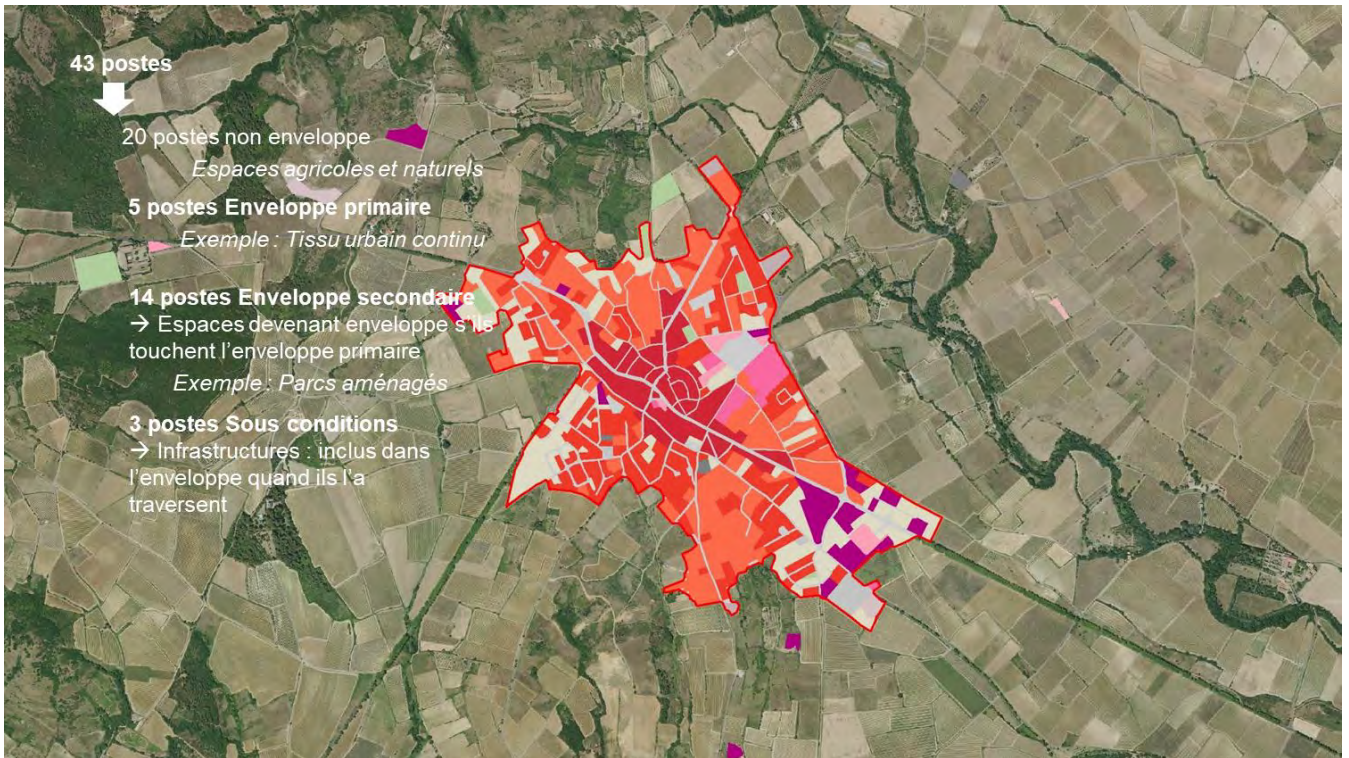 43 postes
20 postes non enveloppe
Espaces agricoles et naturels
5 postes Enveloppe primaire
Exemple : Tissu urbain continu
14 postes Enveloppe secondaire
→ Espaces devenant enveloppe s'ils
touchent l'enveloppe primaire
Exemple : Parcs aménagés
3 postes Sous conditions
→ Infrastructures : inclus dans
l'enveloppe quand ils l'a
traversent